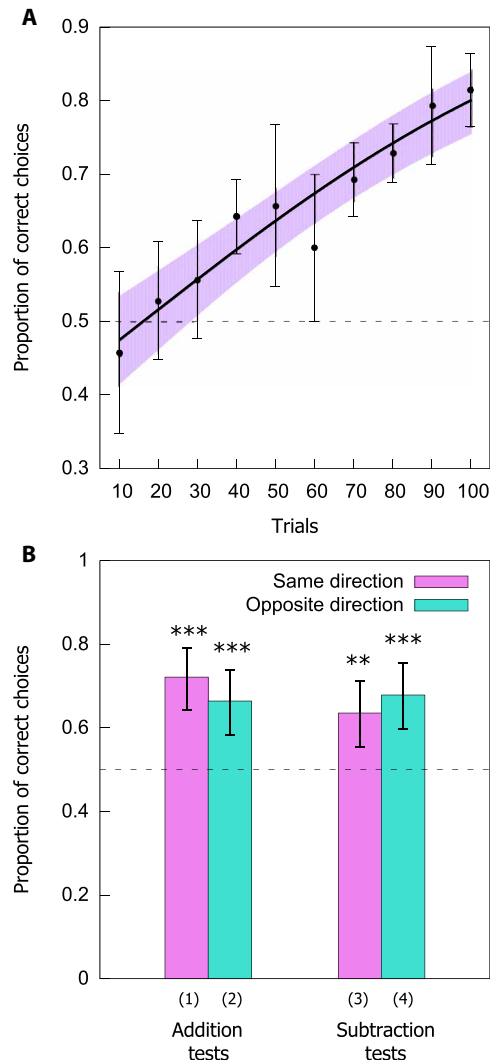 A
Proportion of correct choices
0.9
0.8
0.7
0.6
0.5
0.4
0.3
10 20 30 40 50 60 70 80 90 100
Trials
B
Proportion of correct choices
1
0.8
0.6
0.4
0.2
0
Same direction
Opposite direction
*** *** ** ***
(1) (2) (3) (4)
Addition tests
Subtraction tests